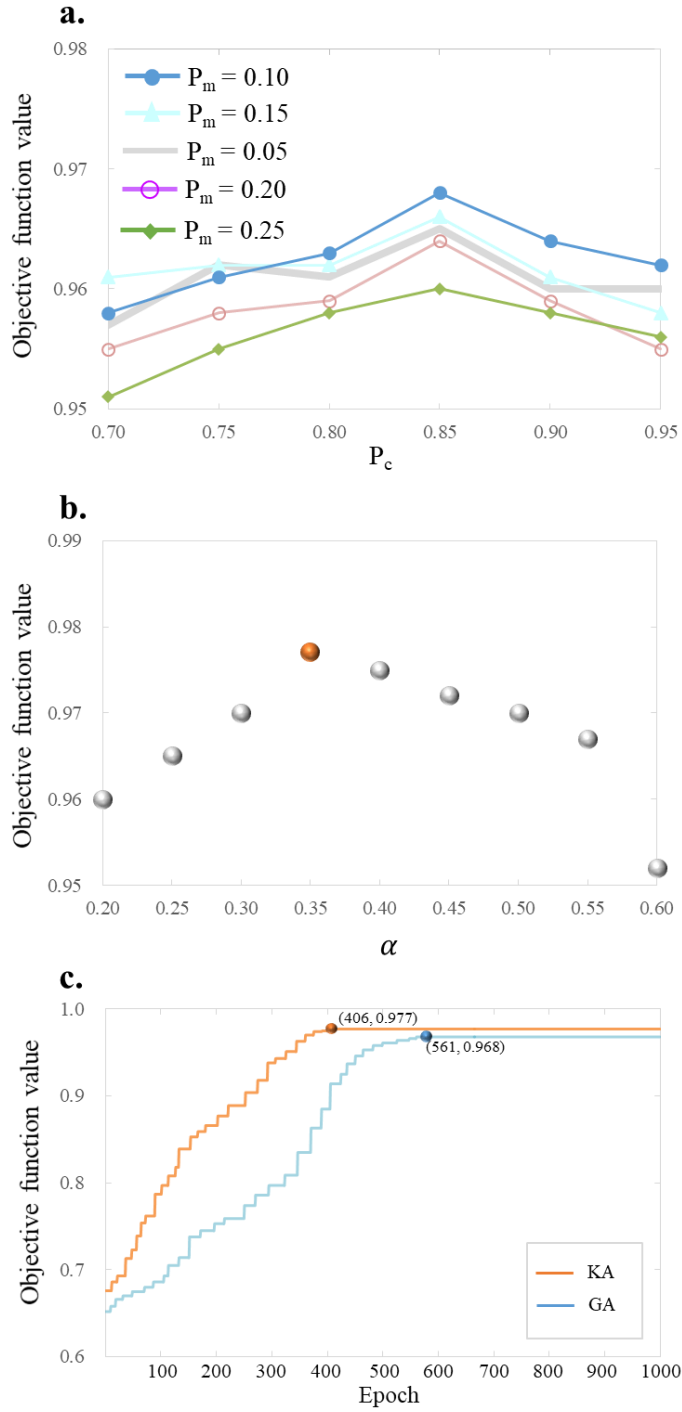 a.
Objective function value
0.98
0.97
0.96
0.95
P_m = 0.10
P_m = 0.15
P_m = 0.05
P_m = 0.20
P_m = 0.25
0.70 0.75 0.80 0.85 0.90 0.95
P_c
b.
Objective function value
0.99
0.98
0.97
0.96
0.95
0.20 0.25 0.30 0.35 0.40 0.45 0.50 0.55 0.60
α
c.
Objective function value
1.0
0.9
0.8
0.7
0.6
(406, 0.977)
(561, 0.968)
KA
GA
100 200 300 400 500 600 700 800 900 1000
Epoch